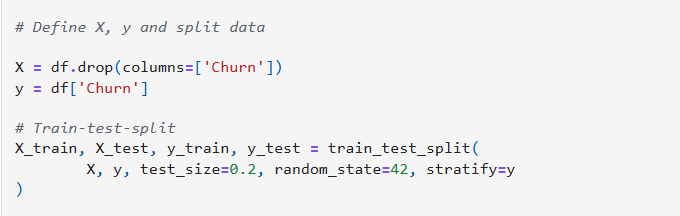 # Define X, y and split data
X = df.drop(columns=['Churn'])
y = df['Churn']
# Train-test-split
X_train, X_test, y_train, y_test = train_test_split(
        X, y, test_size=0.2, random_state=42, stratify=y
)